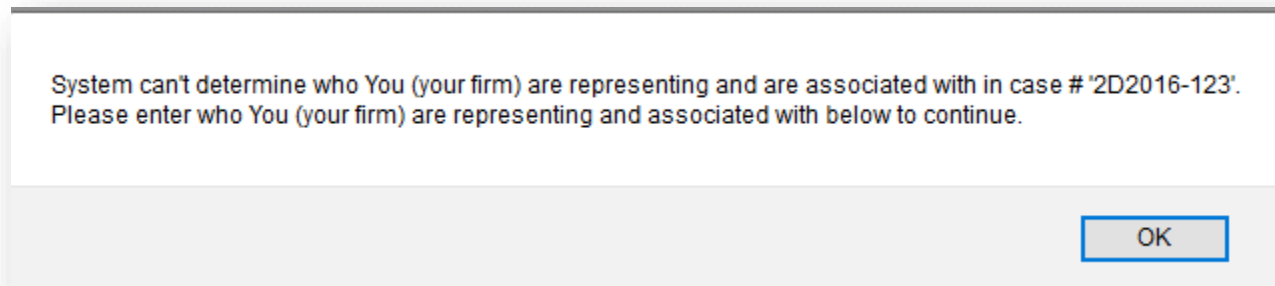 System can't determine who You (your firm) are representing and are associated with in case # '2D2016-123'.
Please enter who You (your firm) are representing and associated with below to continue.
OK